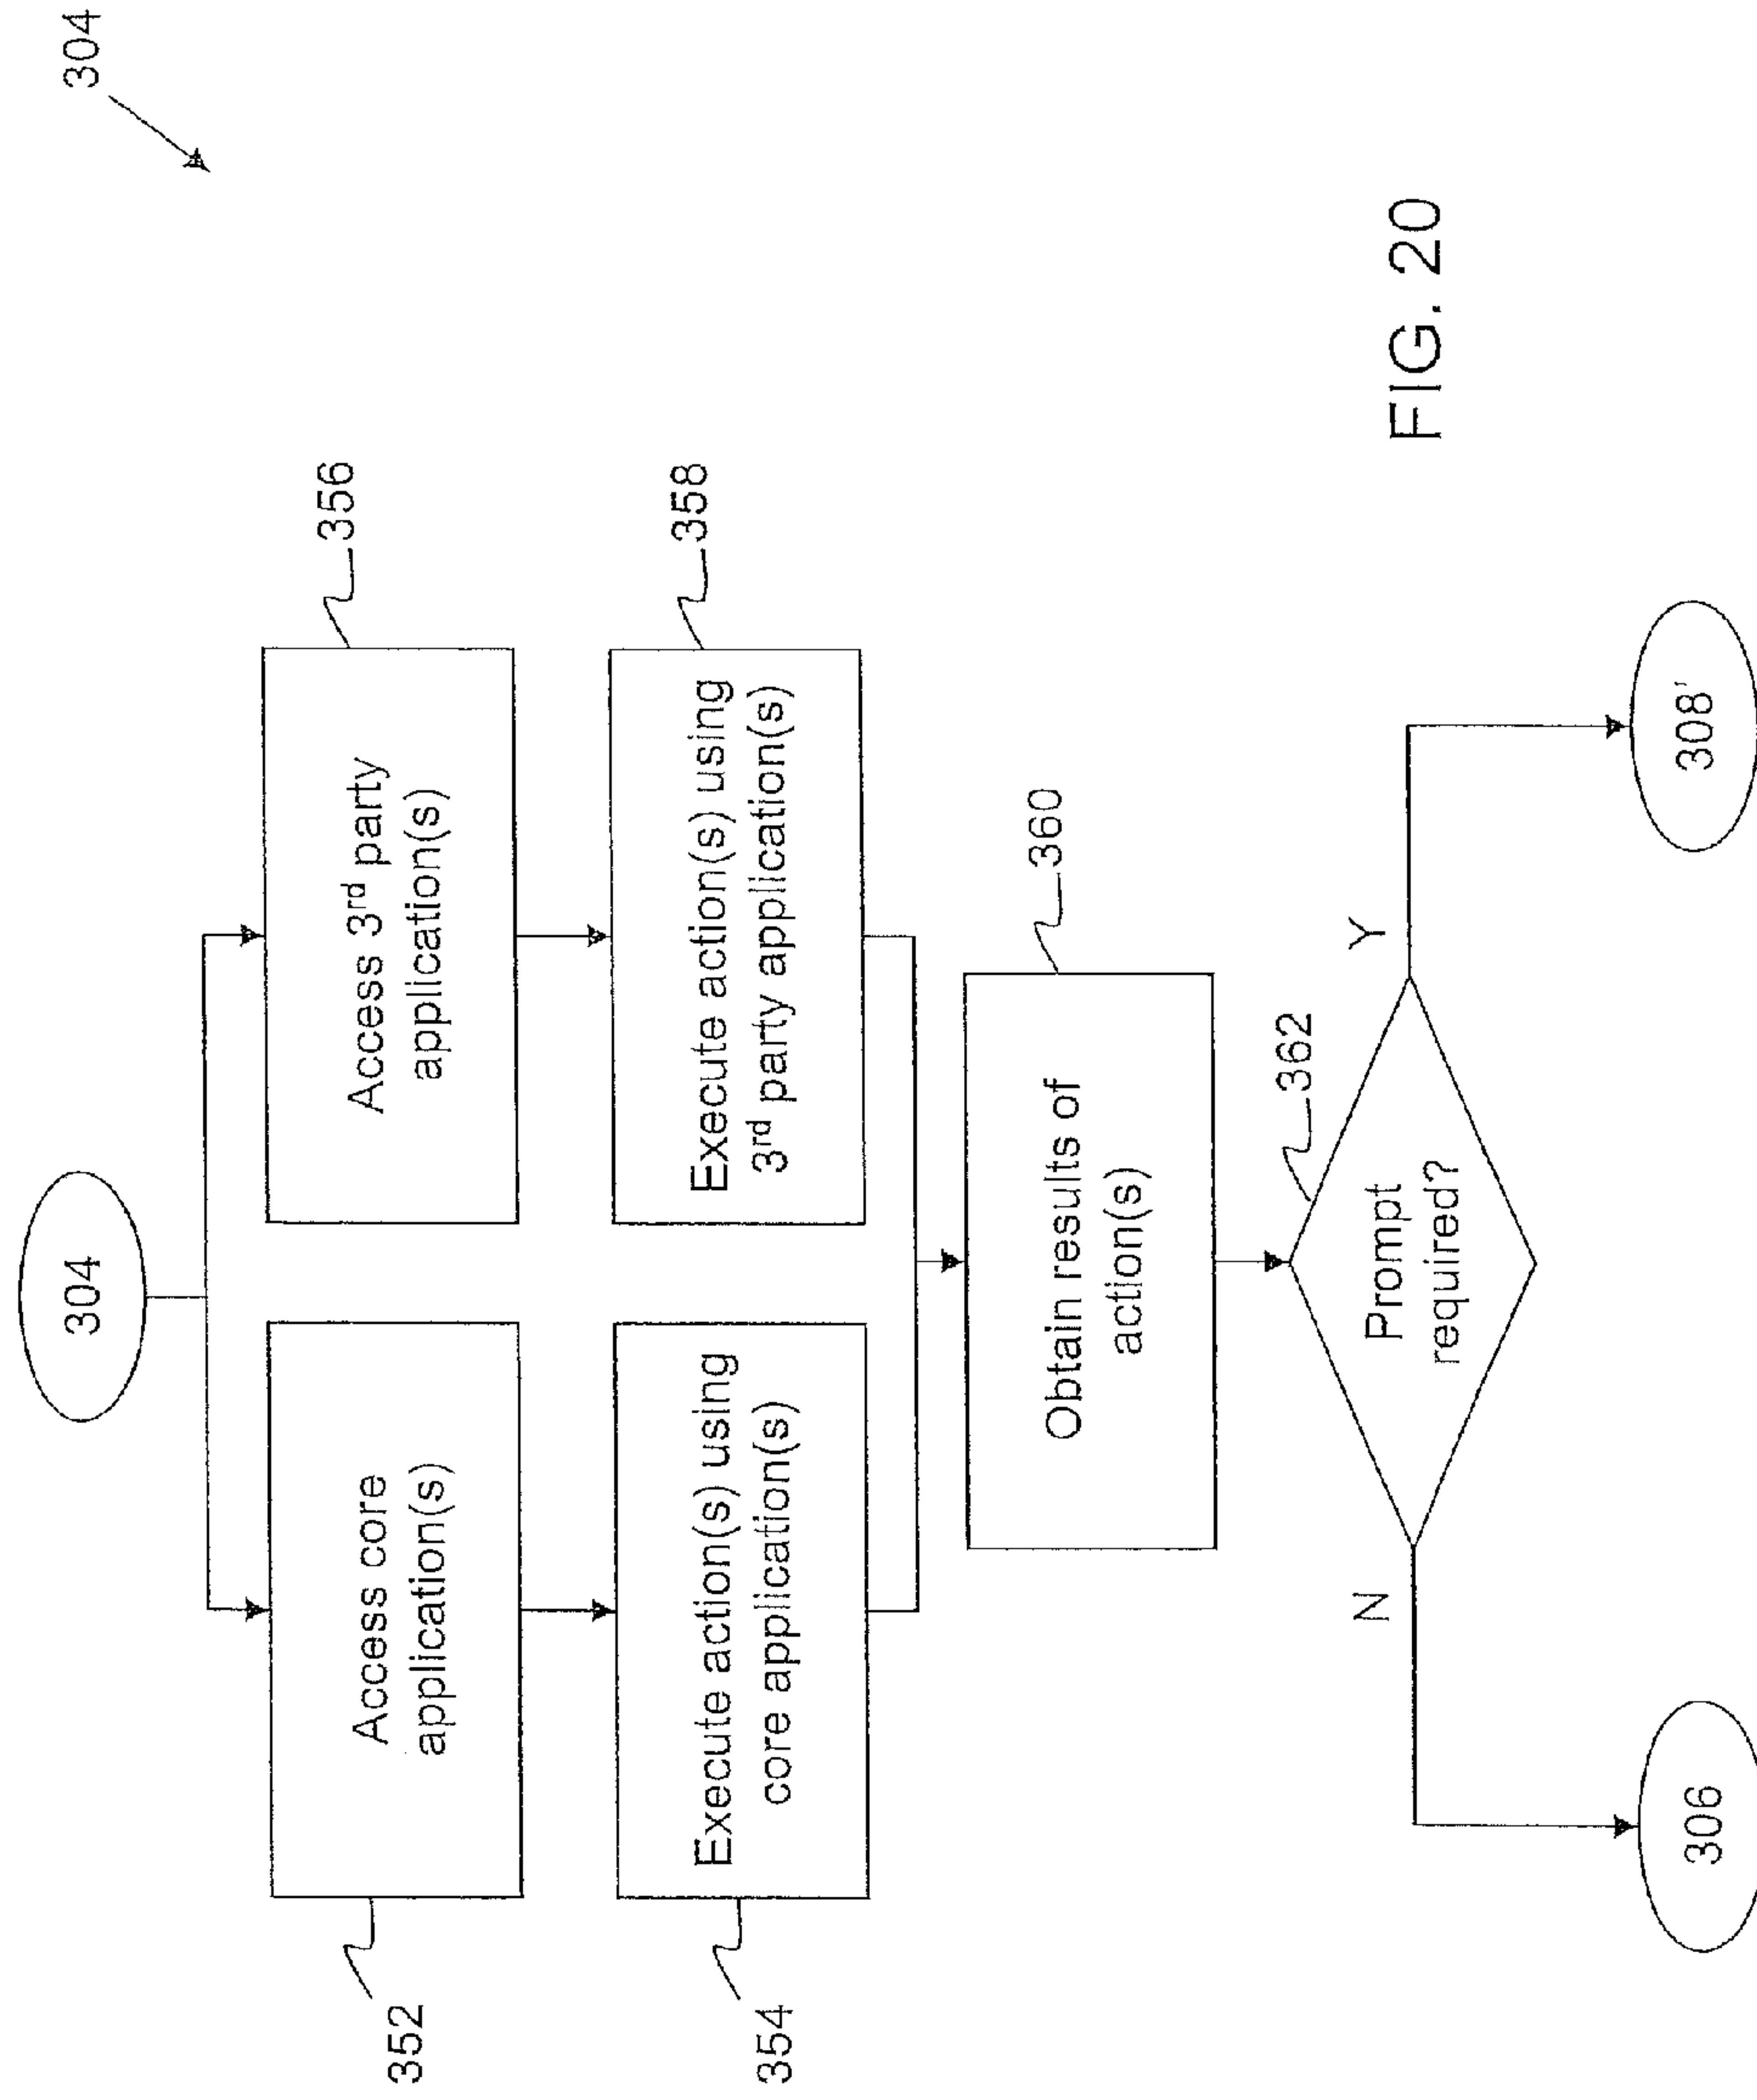 304
304
Access core
application(s)
352
Access 3rd party
application(s)
356
Execute action(s) using
core application(s)
354
Execute action(s) using
3rd party application(s)
358
Obtain results of
action(s)
360
Prompt
required?
362
N
Y
306
308'
FIG. 20